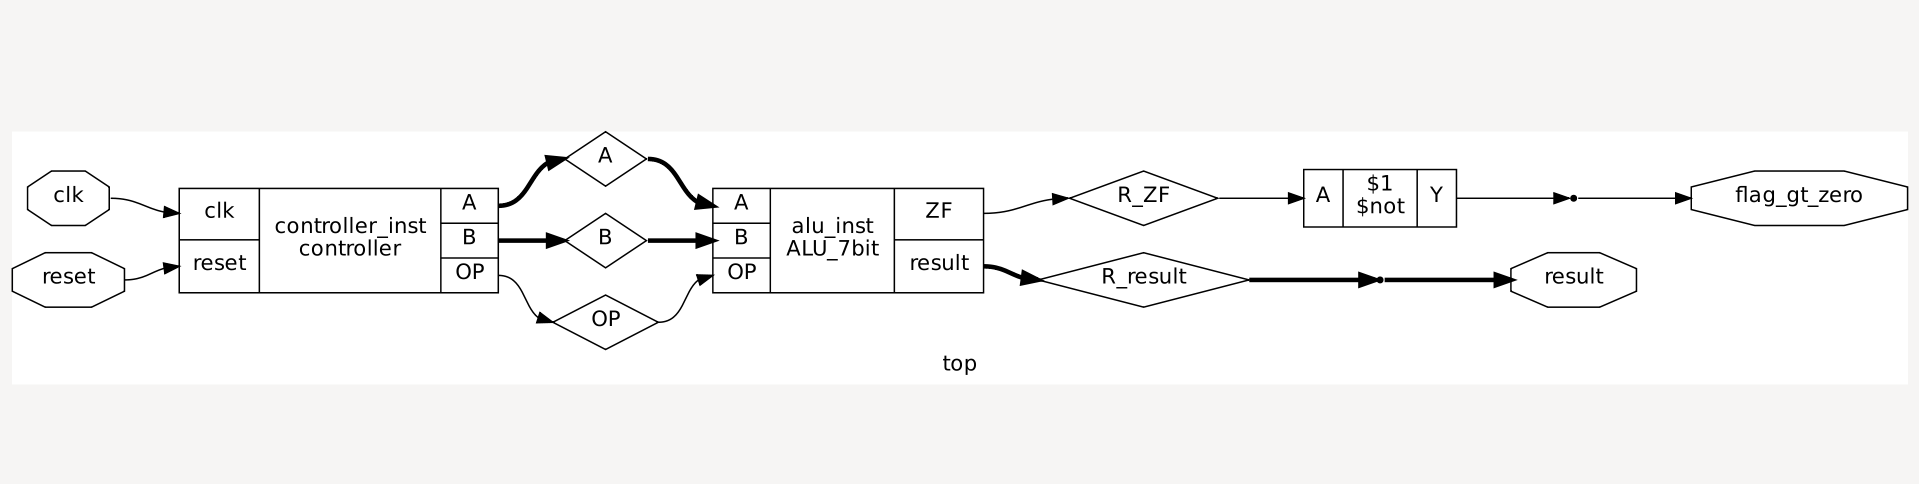 clk
reset
clk
reset
controller_inst
controller
A
B
OP
A
B
OP
A
B
OP
alu_inst
ALU_7bit
ZF
result
R_ZF
R_result
A
$1
$not
Y
result
flag_gt_zero
top